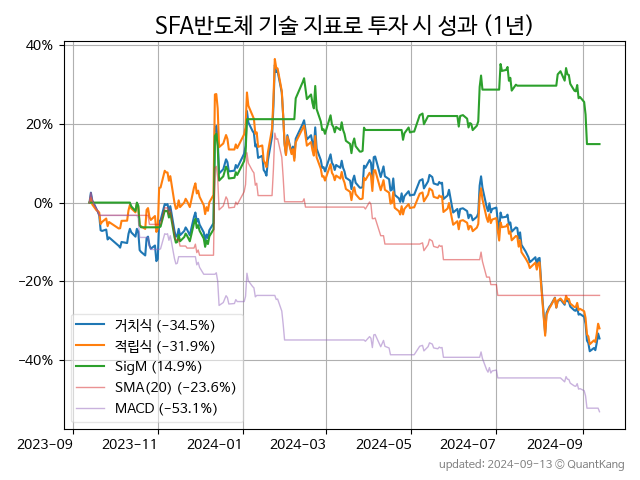 SFA반도체 기술 지표로 투자 시 성과 (1년)
40%
20%
0%
−20%
−40%
거치식 (−34.5%)
적립식 (−31.9%)
SigM (14.9%)
SMA(20) (−23.6%)
MACD (−53.1%)
2023-09 2023-11 2024-01 2024-03 2024-05 2024-07 2024-09
updated: 2024-09-13 © QuantKang